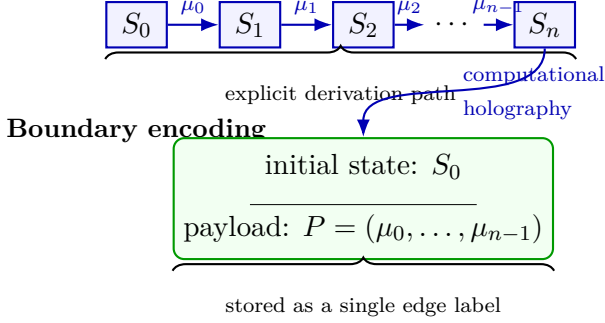 μ₀ μ₁ μ₂ μₙ₋₁
S₀ S₁ S₂ ⋯ Sₙ
computational
explicit derivation path
holography
Boundary encoding
initial state: S₀
payload: P = (μ₀, …, μₙ₋₁)
stored as a single edge label